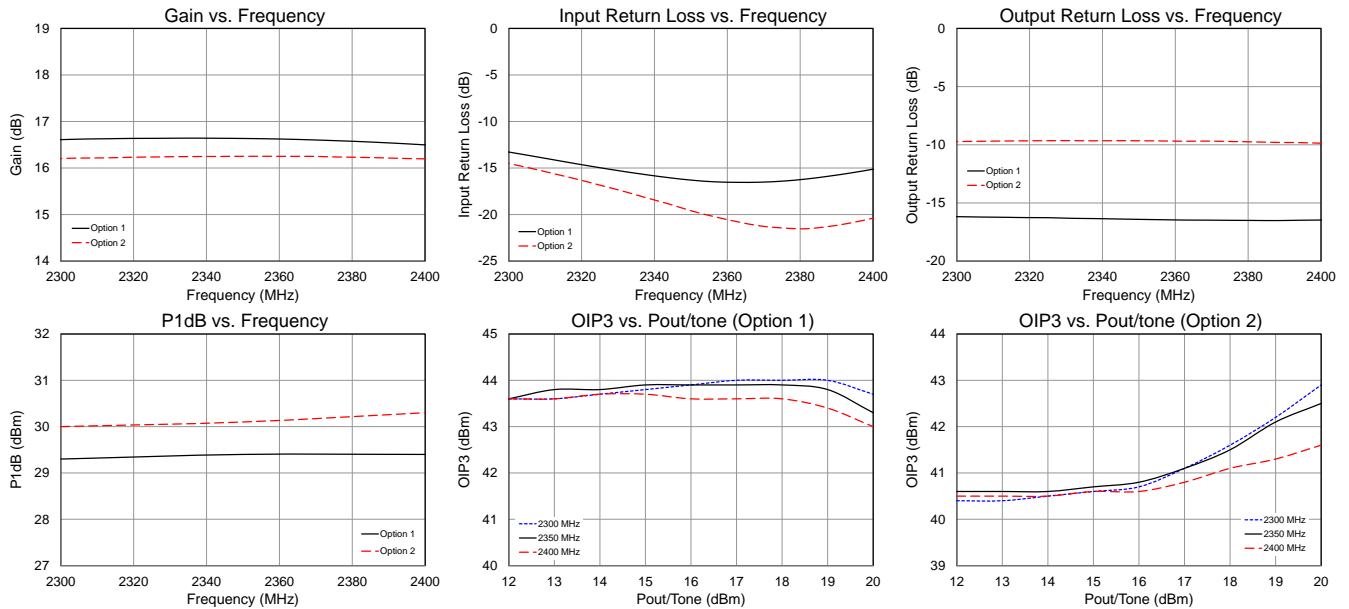 Gain vs. Frequency
Gain (dB)
19
18
17
16
15
14
Option 1
Option 2
2300 2320 2340 2360 2380 2400
Frequency (MHz)
Input Return Loss vs. Frequency
Input Return Loss (dB)
0
-5
-10
-15
-20
-25
Option 1
Option 2
2300 2320 2340 2360 2380 2400
Frequency (MHz)
Output Return Loss vs. Frequency
Output Return Loss (dB)
0
-5
-10
-15
-20
Option 1
Option 2
2300 2320 2340 2360 2380 2400
Frequency (MHz)
P1dB vs. Frequency
P1dB (dBm)
32
31
30
29
28
27
Option 1
Option 2
2300 2320 2340 2360 2380 2400
Frequency (MHz)
OIP3 vs. Pout/tone (Option 1)
OIP3 (dBm)
45
44
43
42
41
40
2300 MHz
2350 MHz
2400 MHz
12 13 14 15 16 17 18 19 20
Pout/Tone (dBm)
OIP3 vs. Pout/tone (Option 2)
OIP3 (dBm)
44
43
42
41
40
39
2300 MHz
2350 MHz
2400 MHz
12 13 14 15 16 17 18 19 20
Pout/Tone (dBm)